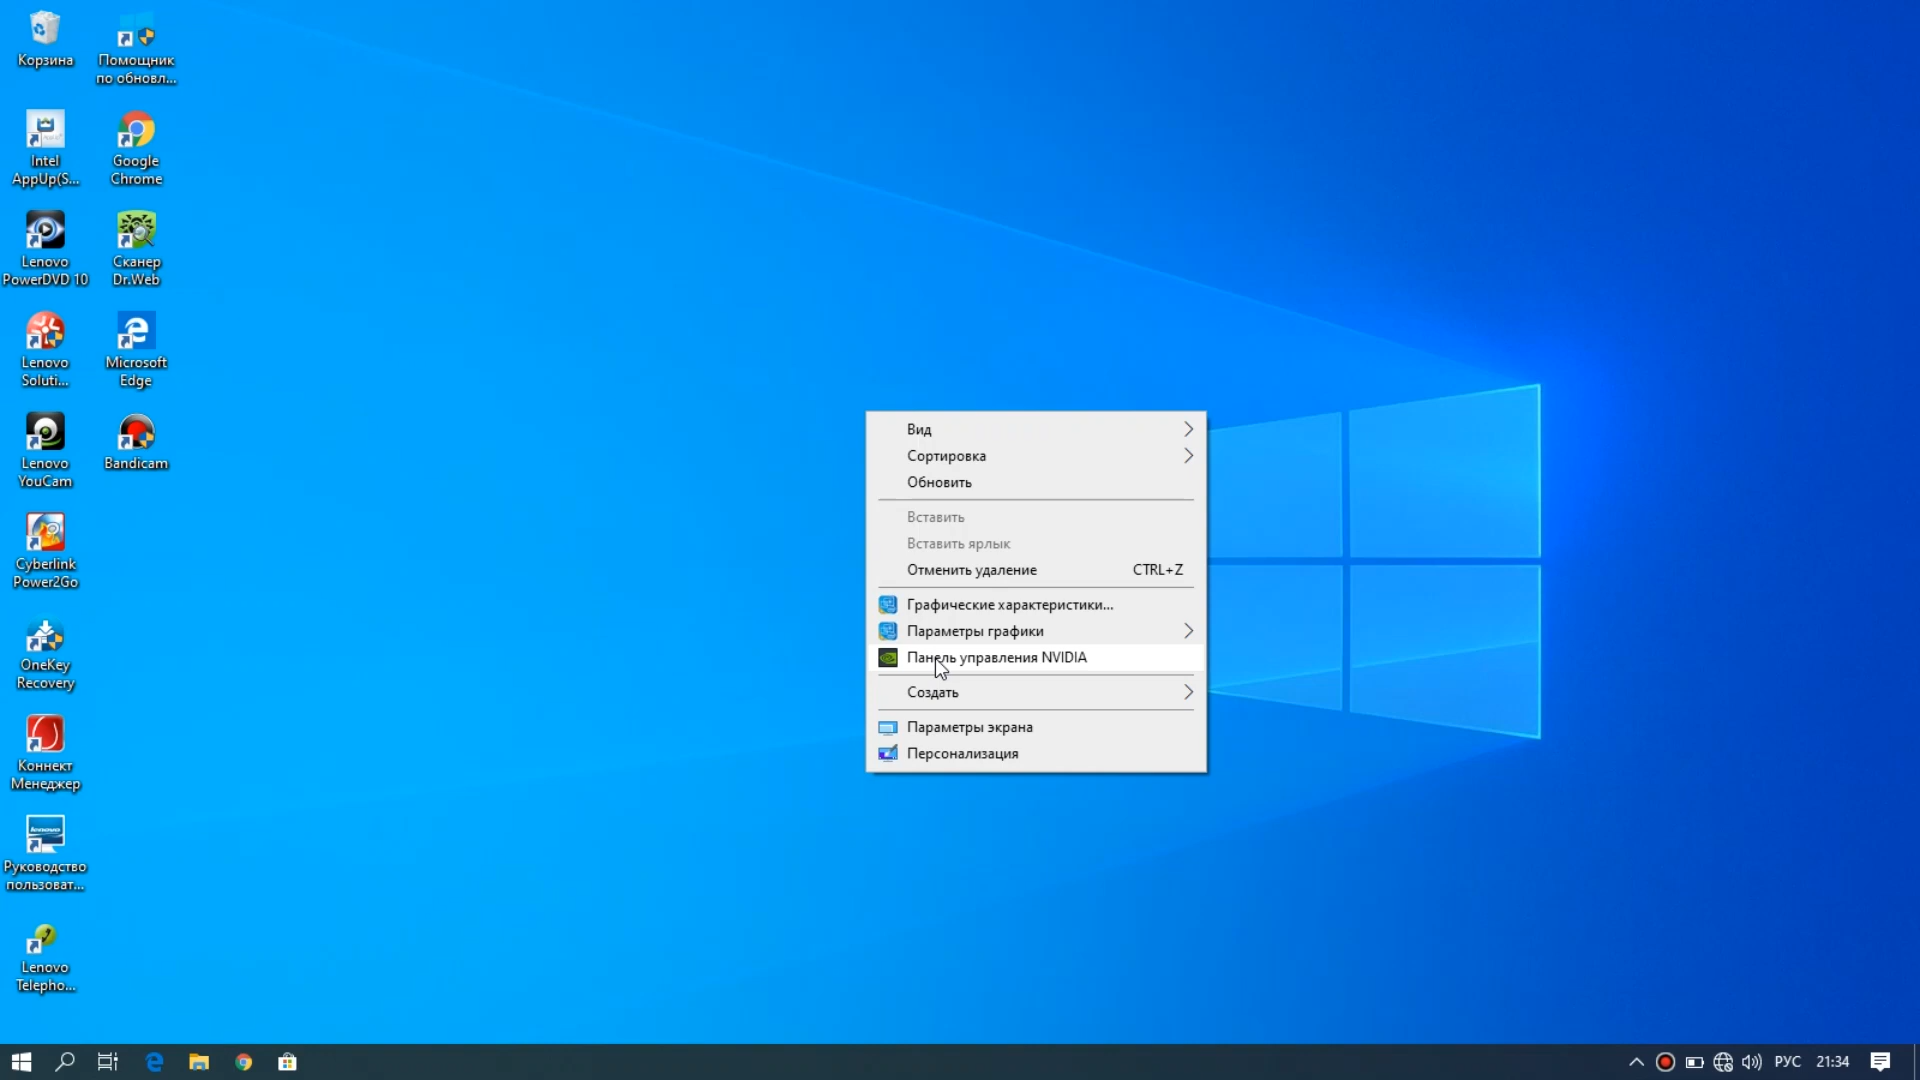 Корзина
Помощник
по обновл...
Intel
AppUp(S...
Google
Chrome
Lenovo
PowerDVD 10
Сканер
Dr.Web
Lenovo
Soluti...
Microsoft
Edge
Lenovo
YouCam
Bandicam
Cyberlink
Power2Go
OneKey
Recovery
Коннект
Менеджер
Руководство
пользоват...
Lenovo
Telepho...
Вид
Сортировка
Обновить
Вставить
Вставить ярлык
Отменить удаление CTRL+Z
Графические характеристики...
Параметры графики
Панель управления NVIDIA
Создать
Параметры экрана
Персонализация
РУС 21:34